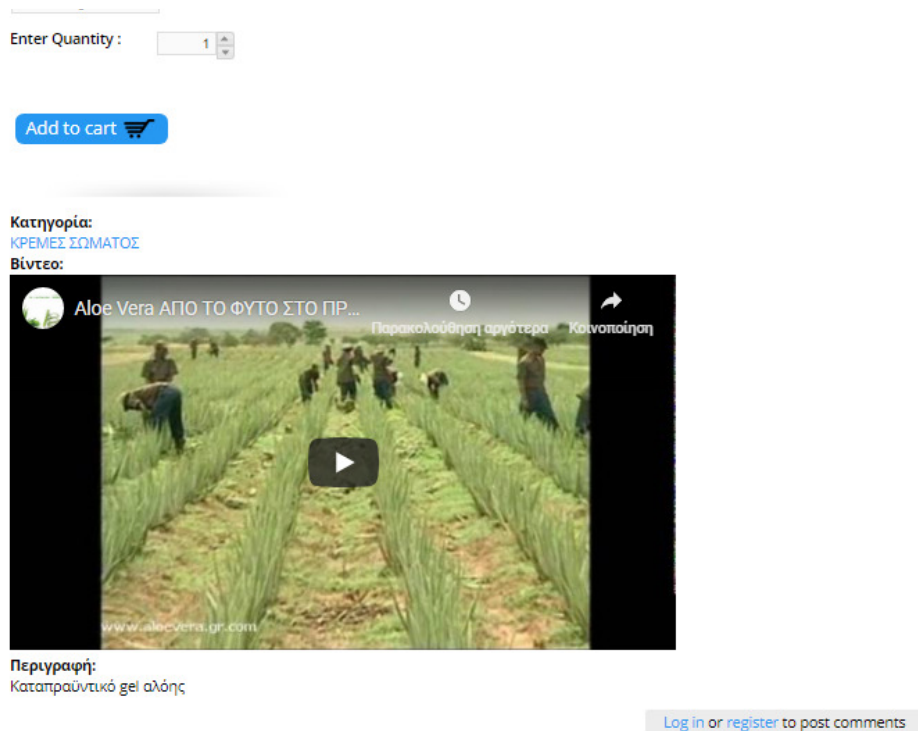 Enter Quantity :
1
Add to cart
Κατηγορία:
ΚΡΕΜΕΣ ΣΩΜΑΤΟΣ
Βίντεο:
Aloe Vera ΑΠΟ ΤΟ ΦΥΤΟ ΣΤΟ ΠΡ...
Παρακολούθηση αργότερα
Κοινοποίηση
www.aloevera.gr.com
Περιγραφή:
Καταπραϋντικό gel αλόης
Log in or register to post comments